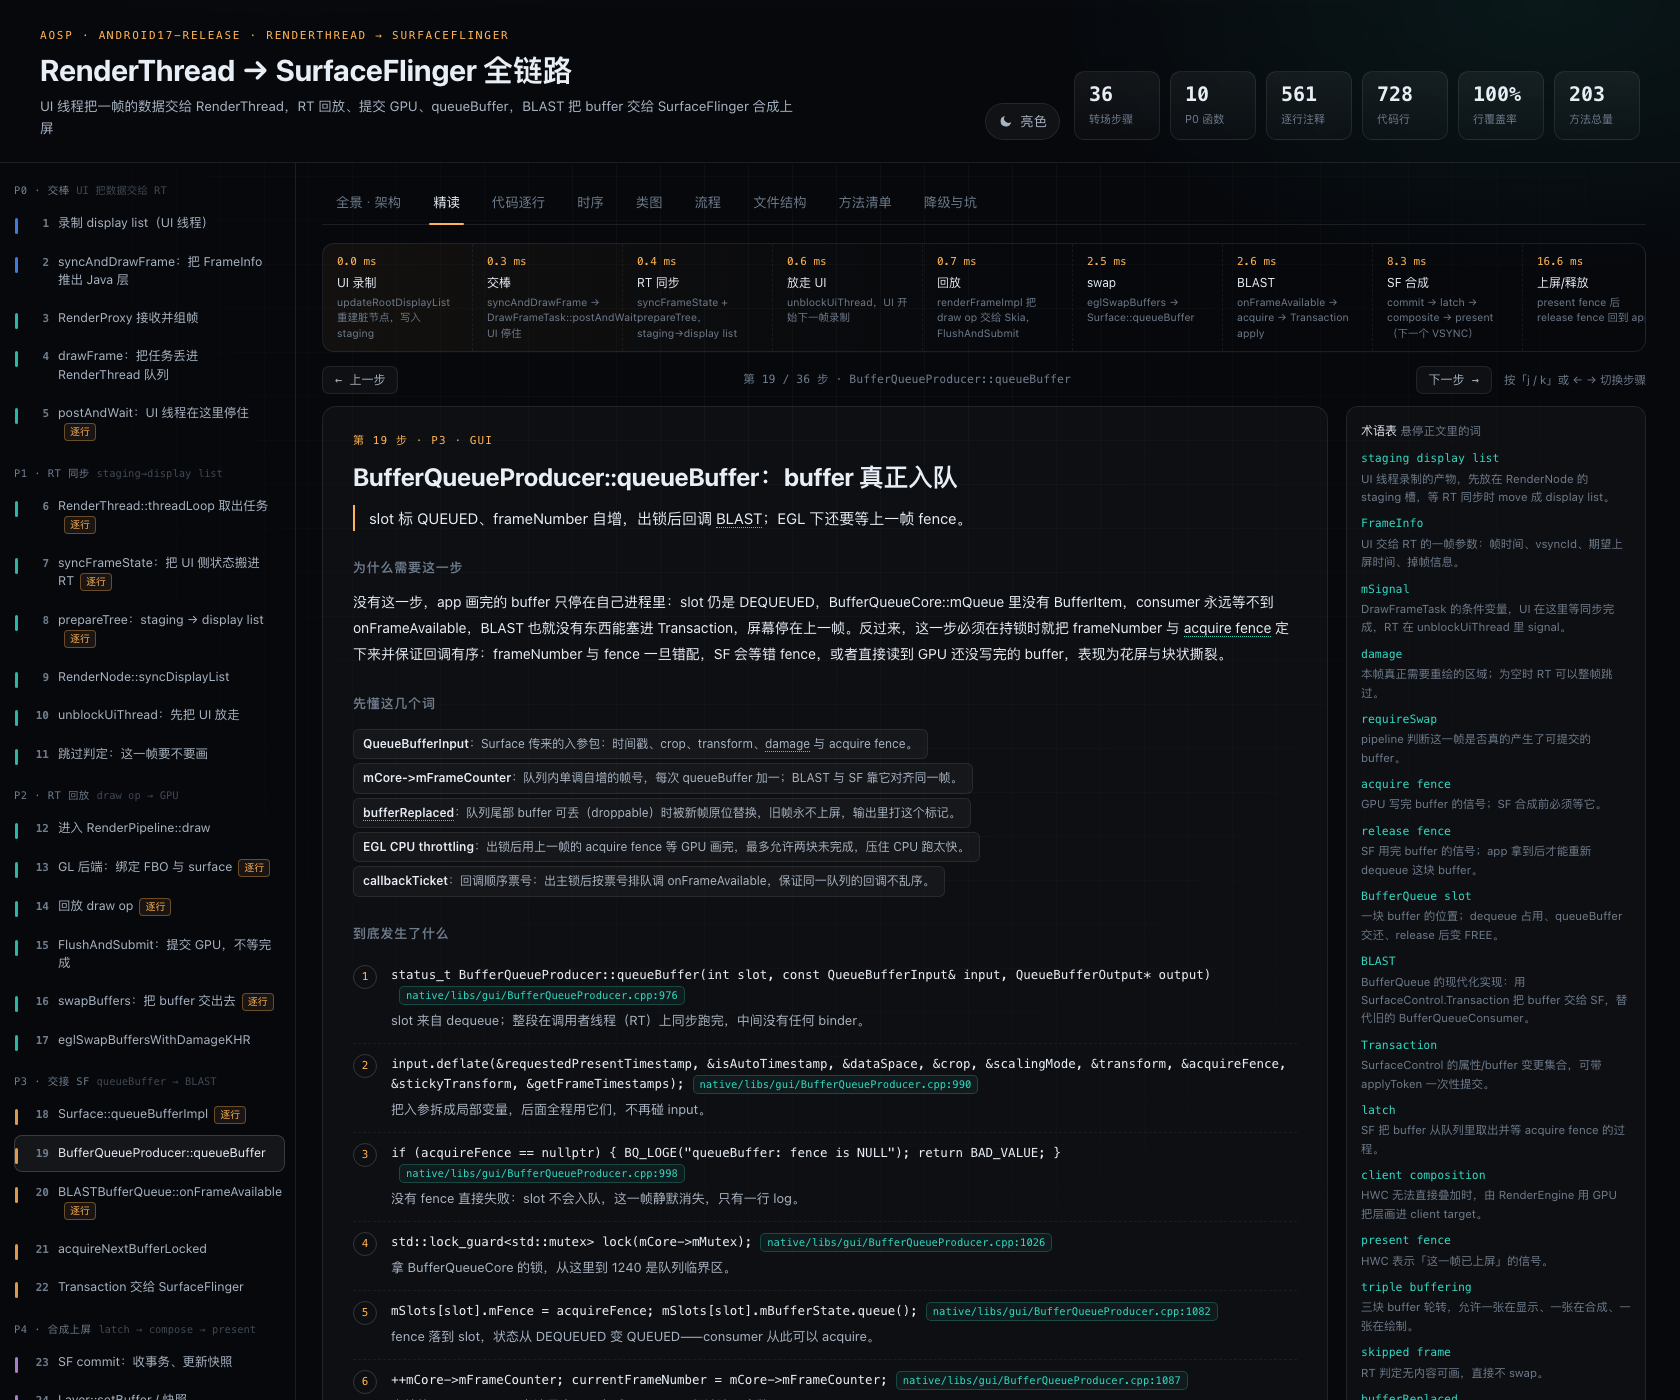 AOSP · ANDROID17-RELEASE · RENDERTHREAD → SURFACEFLINGER
RenderThread → SurfaceFlinger 全链路
UI 线程把一帧的数据交给 RenderThread，RT 回放、提交 GPU、queueBuffer，BLAST 把 buffer 交给 SurfaceFlinger 合成上
屏
亮色
36
转场步骤
10
P0 函数
561
逐行注释
728
代码行
100%
行覆盖率
203
方法总量
P0 · 交棒 UI 把数据交给 RT
1 录制 display list（UI 线程）
2 syncAndDrawFrame：把 FrameInfo
推出 Java 层
3 RenderProxy 接收并组帧
4 drawFrame：把任务丢进
RenderThread 队列
5 postAndWait：UI 线程在这里停住
逐行
P1 · RT 同步 staging→display list
6 RenderThread::threadLoop 取出任务
逐行
7 syncFrameState：把 UI 侧状态搬进
RT 逐行
8 prepareTree：staging → display list
逐行
9 RenderNode::syncDisplayList
10 unblockUiThread：先把 UI 放走
11 跳过判定：这一帧要不要画
P2 · RT 回放 draw op → GPU
12 进入 RenderPipeline::draw
13 GL 后端：绑定 FBO 与 surface 逐行
14 回放 draw op 逐行
15 FlushAndSubmit：提交 GPU，不等完
成
16 swapBuffers：把 buffer 交出去 逐行
17 eglSwapBuffersWithDamageKHR
P3 · 交接 SF queueBuffer → BLAST
18 Surface::queueBufferImpl 逐行
19 BufferQueueProducer::queueBuffer
20 BLASTBufferQueue::onFrameAvailable
逐行
21 acquireNextBufferLocked
22 Transaction 交给 SurfaceFlinger
P4 · 合成上屏 latch → compose → present
23 SF commit：收事务、更新快照
24 Layer::setBuffer / 快照
全景 · 架构 精读 代码逐行 时序 类图 流程 文件结构 方法清单 降级与坑
0.0 ms
UI 录制
updateRootDisplayList
重建脏节点，写入
staging
0.3 ms
交棒
syncAndDrawFrame →
DrawFrameTask::postAndWait
UI 停住
0.4 ms
RT 同步
syncFrameState +
prepareTree，
staging→display list
0.6 ms
放走 UI
unblockUiThread，UI 开
始下一帧录制
0.7 ms
回放
renderFrameImpl 把
draw op 交给 Skia，
FlushAndSubmit
2.5 ms
swap
eglSwapBuffers →
Surface::queueBuffer
2.6 ms
BLAST
onFrameAvailable →
acquire → Transaction
apply
8.3 ms
SF 合成
commit → latch →
composite → present
（下一个 VSYNC）
16.6 ms
上屏/释放
present fence 后
release fence 回到 ap
← 上一步
第 19 / 36 步 · BufferQueueProducer::queueBuffer
下一步 →
按「j / k」或 ← → 切换步骤
第 19 步 · P3 · GUI
BufferQueueProducer::queueBuffer：buffer 真正入队
slot 标 QUEUED、frameNumber 自增，出锁后回调 BLAST；EGL 下还要等上一帧 fence。
为什么需要这一步
没有这一步，app 画完的 buffer 只停在自己进程里：slot 仍是 DEQUEUED，BufferQueueCore::mQueue 里没有 BufferItem，consumer 永远等不到
onFrameAvailable，BLAST 也就没有东西能塞进 Transaction，屏幕停在上一帧。反过来，这一步必须在持锁时就把 frameNumber 与 acquire fence 定
下来并保证回调有序：frameNumber 与 fence 一旦错配，SF 会等错 fence，或者直接读到 GPU 还没写完的 buffer，表现为花屏与块状撕裂。
先懂这几个词
QueueBufferInput：Surface 传来的入参包：时间戳、crop、transform、damage 与 acquire fence。
mCore->mFrameCounter：队列内单调自增的帧号，每次 queueBuffer 加一；BLAST 与 SF 靠它对齐同一帧。
bufferReplaced：队列尾部 buffer 可丢（droppable）时被新帧原位替换，旧帧永不上屏，输出里打这个标记。
EGL CPU throttling：出锁后用上一帧的 acquire fence 等 GPU 画完，最多允许两块未完成，压住 CPU 跑太快。
callbackTicket：回调顺序票号：出主锁后按票号排队调 onFrameAvailable，保证同一队列的回调不乱序。
到底发生了什么
1 status_t BufferQueueProducer::queueBuffer(int slot, const QueueBufferInput& input, QueueBufferOutput* output)
native/libs/gui/BufferQueueProducer.cpp:976
slot 来自 dequeue；整段在调用者线程（RT）上同步跑完，中间没有任何 binder。
2 input.deflate(&requestedPresentTimestamp, &isAutoTimestamp, &dataSpace, &crop, &scalingMode, &transform, &acquireFence,
&stickyTransform, &getFrameTimestamps); native/libs/gui/BufferQueueProducer.cpp:990
把入参拆成局部变量，后面全程用它们，不再碰 input。
3 if (acquireFence == nullptr) { BQ_LOGE("queueBuffer: fence is NULL"); return BAD_VALUE; }
native/libs/gui/BufferQueueProducer.cpp:998
没有 fence 直接失败：slot 不会入队，这一帧静默消失，只有一行 log。
4 std::lock_guard<std::mutex> lock(mCore->mMutex); native/libs/gui/BufferQueueProducer.cpp:1026
拿 BufferQueueCore 的锁，从这里到 1240 是队列临界区。
5 mSlots[slot].mFence = acquireFence; mSlots[slot].mBufferState.queue(); native/libs/gui/BufferQueueProducer.cpp:1082
fence 落到 slot，状态从 DEQUEUED 变 QUEUED——consumer 从此可以 acquire。
6 ++mCore->mFrameCounter; currentFrameNumber = mCore->mFrameCounter; native/libs/gui/BufferQueueProducer.cpp:1087
术语表 悬停正文里的词
staging display list
UI 线程录制的产物，先放在 RenderNode 的
staging 槽，等 RT 同步时 move 成 display list。
FrameInfo
UI 交给 RT 的一帧参数：帧时间、vsyncId、期望上
屏时间、掉帧信息。
mSignal
DrawFrameTask 的条件变量，UI 在这里等同步完
成，RT 在 unblockUiThread 里 signal。
damage
本帧真正需要重绘的区域；为空时 RT 可以整帧跳
过。
requireSwap
pipeline 判断这一帧是否真的产生了可提交的
buffer。
acquire fence
GPU 写完 buffer 的信号；SF 合成前必须等它。
release fence
SF 用完 buffer 的信号；app 拿到后才能重新
dequeue 这块 buffer。
BufferQueue slot
一块 buffer 的位置；dequeue 占用、queueBuffer
交还、release 后变 FREE。
BLAST
BufferQueue 的现代化实现：用
SurfaceControl.Transaction 把 buffer 交给 SF，替
代旧的 BufferQueueConsumer。
Transaction
SurfaceControl 的属性/buffer 变更集合，可带
applyToken 一次性提交。
latch
SF 把 buffer 从队列里取出并等 acquire fence 的过
程。
client composition
HWC 无法直接叠加时，由 RenderEngine 用 GPU
把层画进 client target。
present fence
HWC 表示「这一帧已上屏」的信号。
triple buffering
三块 buffer 轮转，允许一张在显示、一张在合成、一
张在绘制。
skipped frame
RT 判定无内容可画，直接不 swap。
bufferReplaced